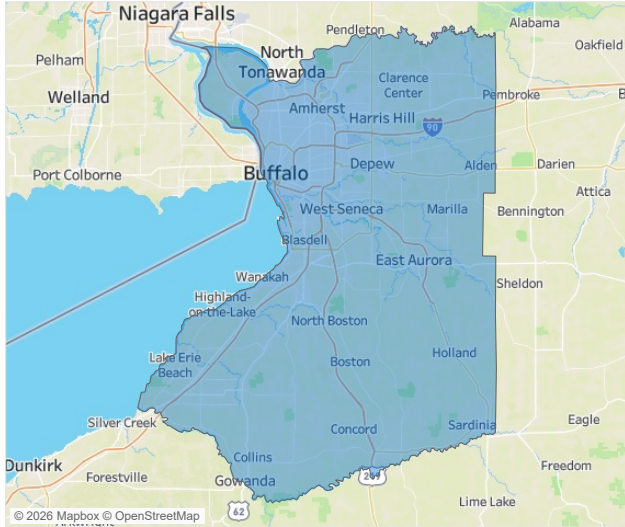 Niagara Falls
Alabama
Pendleton
Oakfield
North
Tonawanda
Pelham
Clarence
Center
Welland
Pembroke
Amherst
Harris Hill
90
Depew
Alden
Darien
Port Colborne
Buffalo
Attica
West Seneca
Marilla
Bennington
Blasdell
East Aurora
Wanakah
Sheldon
Highland-
on-the-Lake
North Boston
Lake Erie
Beach
Boston
Holland
Silver Creek
Concord
Sardinia
Eagle
Collins
Dunkirk
Forestville
Gowanda
Freedom
62
Lime Lake
© 2026 Mapbox © OpenStreetMap